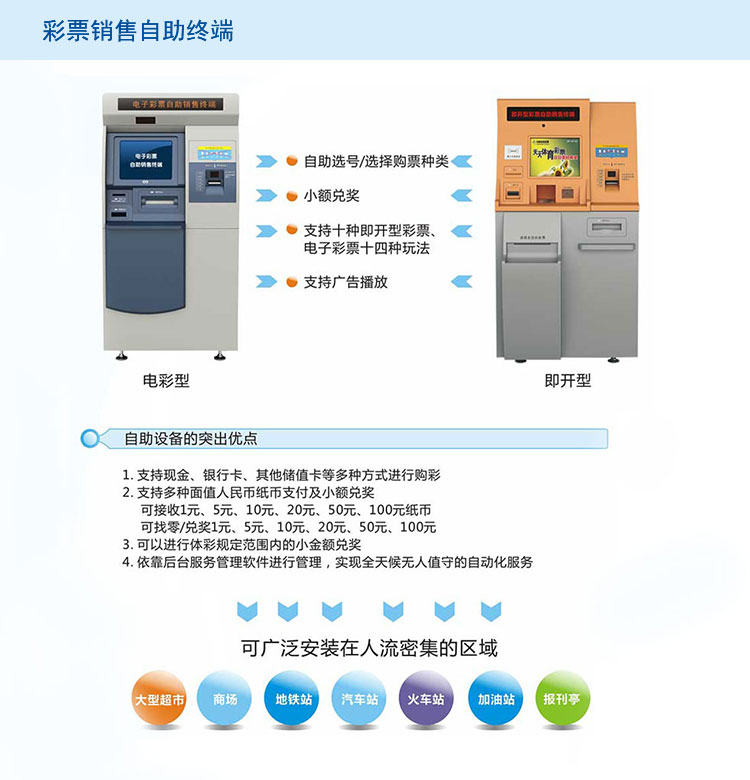 彩票销售自助终端
电子彩票自助销售终端
即开型彩票自助销售终端
电子彩票
自助销售终端
自助选号/选择购票种类
小额兑奖
支持十种即开型彩票、
电子彩票十四种玩法
支持广告播放
电彩型
即开型
自助设备的突出优点
1. 支持现金、银行卡、其他储值卡等多种方式进行购彩
2. 支持多种面值人民币纸币支付及小额兑奖
可接收1元、5元、10元、20元、50元、100元纸币
可找零/兑奖1元、5元、10元、20元、50元、100元
3. 可以进行体彩规定范围内的小金额兑奖
4. 依靠后台服务管理软件进行管理，实现全天候无人值守的自动化服务
可广泛安装在人流密集的区域
大型超市
商场
地铁站
汽车站
火车站
加油站
报刊亭